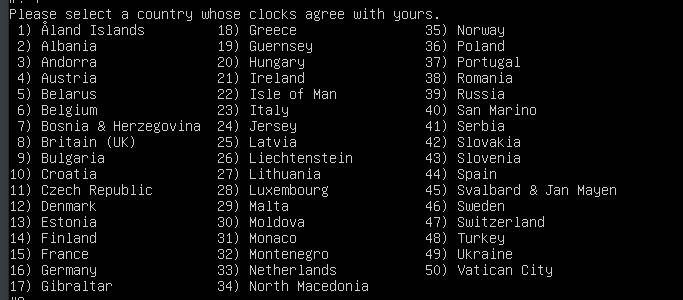 Please select a country whose clocks agree with yours.
1) Åland Islands 18) Greece 35) Norway
2) Albania 19) Guernsey 36) Poland
3) Andorra 20) Hungary 37) Portugal
4) Austria 21) Ireland 38) Romania
5) Belarus 22) Isle of Man 39) Russia
6) Belgium 23) Italy 40) San Marino
7) Bosnia & Herzegovina 24) Jersey 41) Serbia
8) Britain (UK) 25) Latvia 42) Slovakia
9) Bulgaria 26) Liechtenstein 43) Slovenia
10) Croatia 27) Lithuania 44) Spain
11) Czech Republic 28) Luxembourg 45) Svalbard & Jan Mayen
12) Denmark 29) Malta 46) Sweden
13) Estonia 30) Moldova 47) Switzerland
14) Finland 31) Monaco 48) Turkey
15) France 32) Montenegro 49) Ukraine
16) Germany 33) Netherlands 50) Vatican City
17) Gibraltar 34) North Macedonia